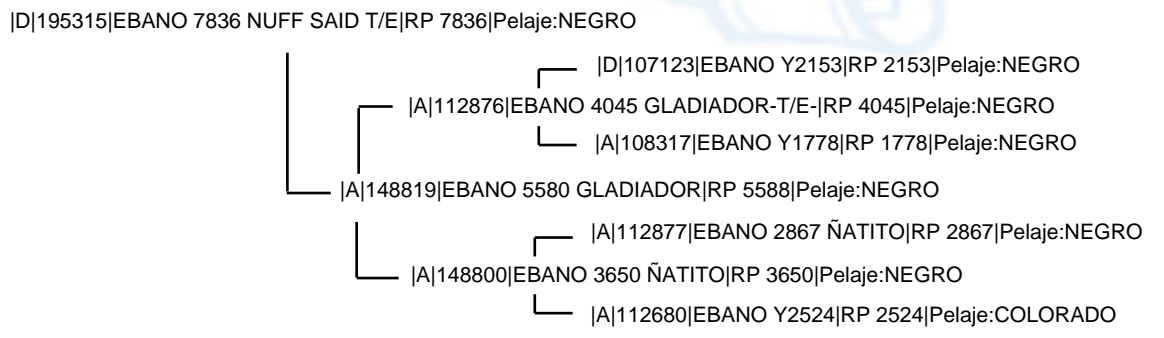 |D|195315|EBANO 7836 NUFF SAID T/E|RP 7836|Pelaje:NEGRO
|D|107123|EBANO Y2153|RP 2153|Pelaje:NEGRO
|A|112876|EBANO 4045 GLADIADOR-T/E-|RP 4045|Pelaje:NEGRO
|A|108317|EBANO Y1778|RP 1778|Pelaje:NEGRO
|A|148819|EBANO 5580 GLADIADOR|RP 5588|Pelaje:NEGRO
|A|112877|EBANO 2867 ÑATITO|RP 2867|Pelaje:NEGRO
|A|148800|EBANO 3650 ÑATITO|RP 3650|Pelaje:NEGRO
|A|112680|EBANO Y2524|RP 2524|Pelaje:COLORADO